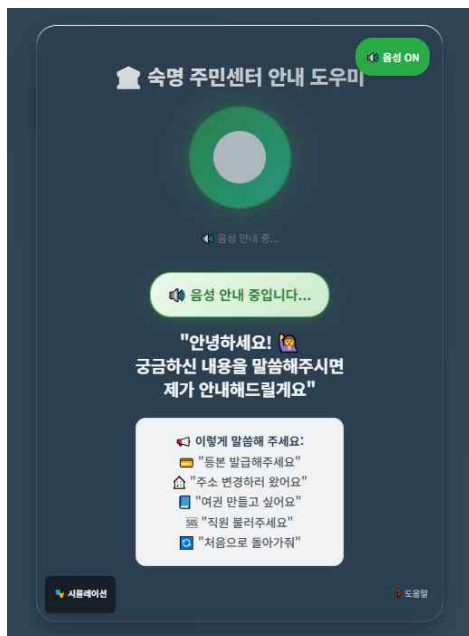 음성 ON
숙명 주민센터 안내 도우미
음성 안내 중...
음성 안내 중입니다...
"안녕하세요! 🙋
궁금하신 내용을 말씀해주시면
제가 안내해드릴게요"
이렇게 말씀해 주세요:
"등본 발급해주세요"
"주소 변경하러 왔어요"
"여권 만들고 싶어요"
SOS "직원 불러주세요"
"처음으로 돌아가줘"
시뮬레이션
도움말